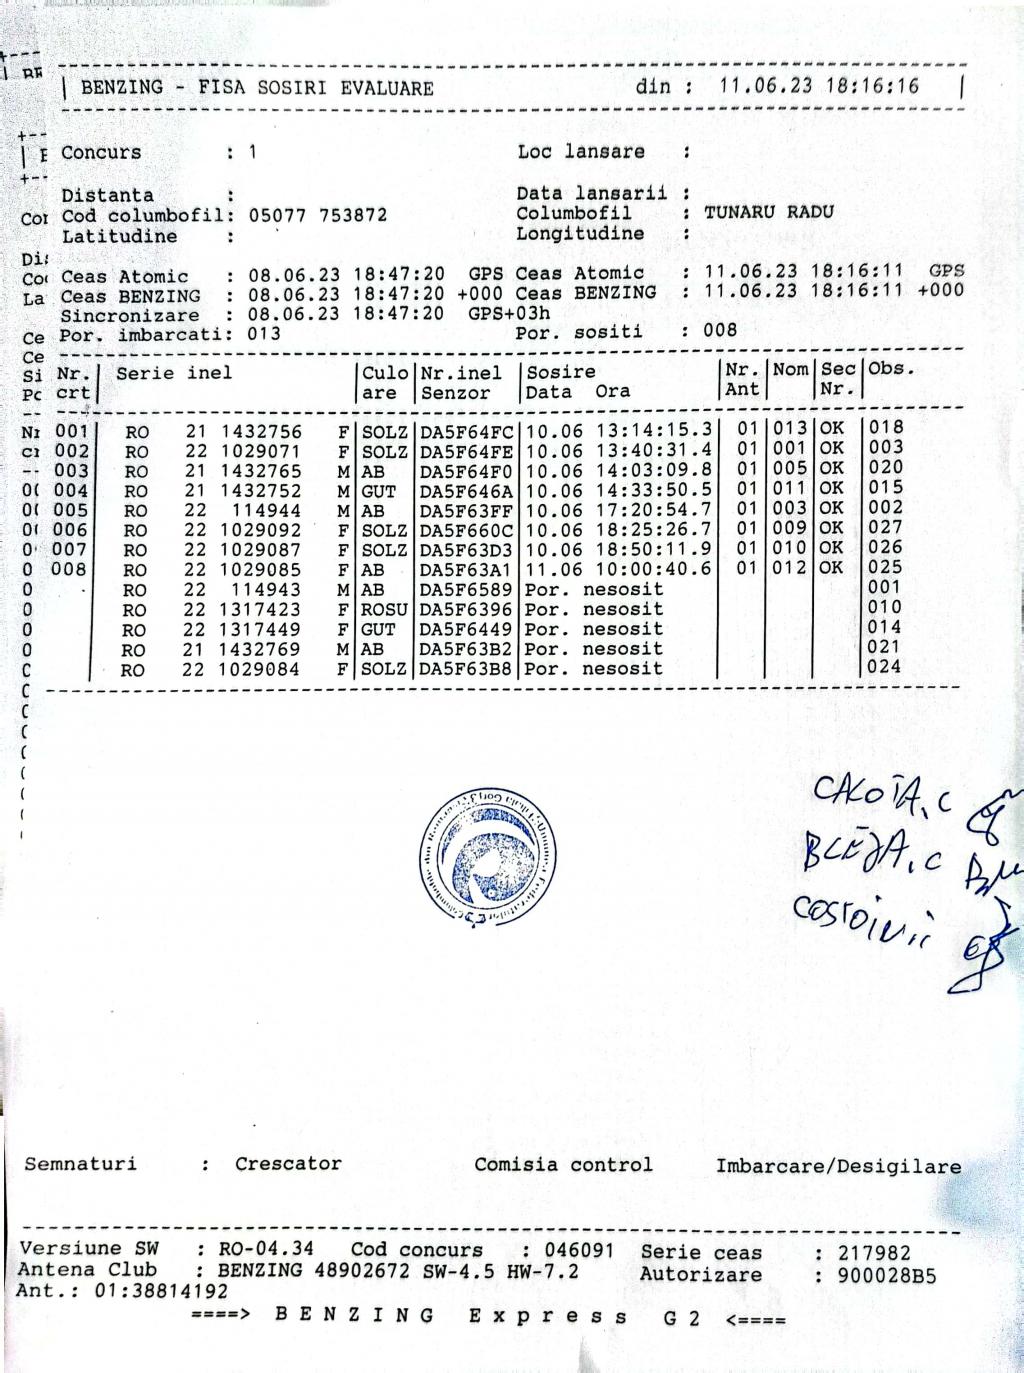 BENZING - FISA SOSIRI EVALUARE din : 11.06.23 18:16:16
Concurs : 1 Loc lansare :
Distanta : Data lansarii :
Cod columbofil: 05077 753872 Columbofil : TUNARU RADU
Latitudine : Longitudine :
Ceas Atomic : 08.06.23 18:47:20 GPS Ceas Atomic : 11.06.23 18:16:11 GPS
Ceas BENZING : 08.06.23 18:47:20 +000 Ceas BENZING : 11.06.23 18:16:11 +000
Sincronizare : 08.06.23 18:47:20 GPS+03h
Por. imbarcati: 013 Por. sositi : 008
Nr. Serie inel Culo Nr.inel Sosire Nr. Nom Sec Obs.
crt are Senzor Data Ora Ant Nr.
001 RO 21 1432756 F SOLZ DA5F64FC 10.06 13:14:15.3 01 013 OK 018
002 RO 22 1029071 F SOLZ DA5F64FE 10.06 13:40:31.4 01 001 OK 003
003 RO 21 1432765 M AB DA5F64F0 10.06 14:03:09.8 01 005 OK 020
004 RO 21 1432752 M GUT DA5F646A 10.06 14:33:50.5 01 011 OK 015
005 RO 22 114944 M AB DA5F63FF 10.06 17:20:54.7 01 003 OK 002
006 RO 22 1029092 F SOLZ DA5F660C 10.06 18:25:26.7 01 009 OK 027
007 RO 22 1029087 F SOLZ DA5F63D3 10.06 18:50:11.9 01 010 OK 026
008 RO 22 1029085 F AB DA5F63A1 11.06 10:00:40.6 01 012 OK 025
RO 22 114943 M AB DA5F6589 Por. nesosit 001
RO 22 1317423 F ROSU DA5F6396 Por. nesosit 010
RO 22 1317449 F GUT DA5F6449 Por. nesosit 014
RO 21 1432769 M AB DA5F63B2 Por. nesosit 021
RO 22 1029084 F SOLZ DA5F63B8 Por. nesosit 024
Semnaturi : Crescator Comisia control Imbarcare/Desigilare
Versiune SW : RO-04.34 Cod concurs : 046091 Serie ceas : 217982
Antena Club : BENZING 48902672 SW-4.5 HW-7.2 Autorizare : 900028B5
Ant.: 01:38814192
====> B E N Z I N G E x p r e s s G 2 <====